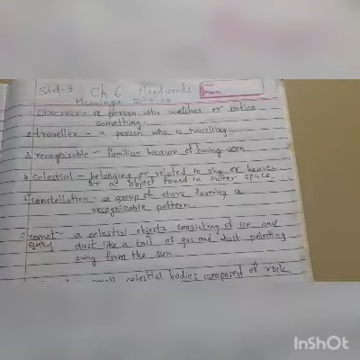 Std-3 Ch 6 Hardwords
Meanings
1. Observer - a person who watches or notice
something.
2. traveller - a person who is travelling
3. recognizable - familiar because of having seen
4. Celestial - belonging or related to sky or heaven
or a object found in outer space
5. constellation - a group of stars forming a
recognizable pattern
6. comet - a celestial objects consisting of ice and
dust like a tail of gas and dust pointing
away from the sun
small celestial bodies composed of rock
InShOt